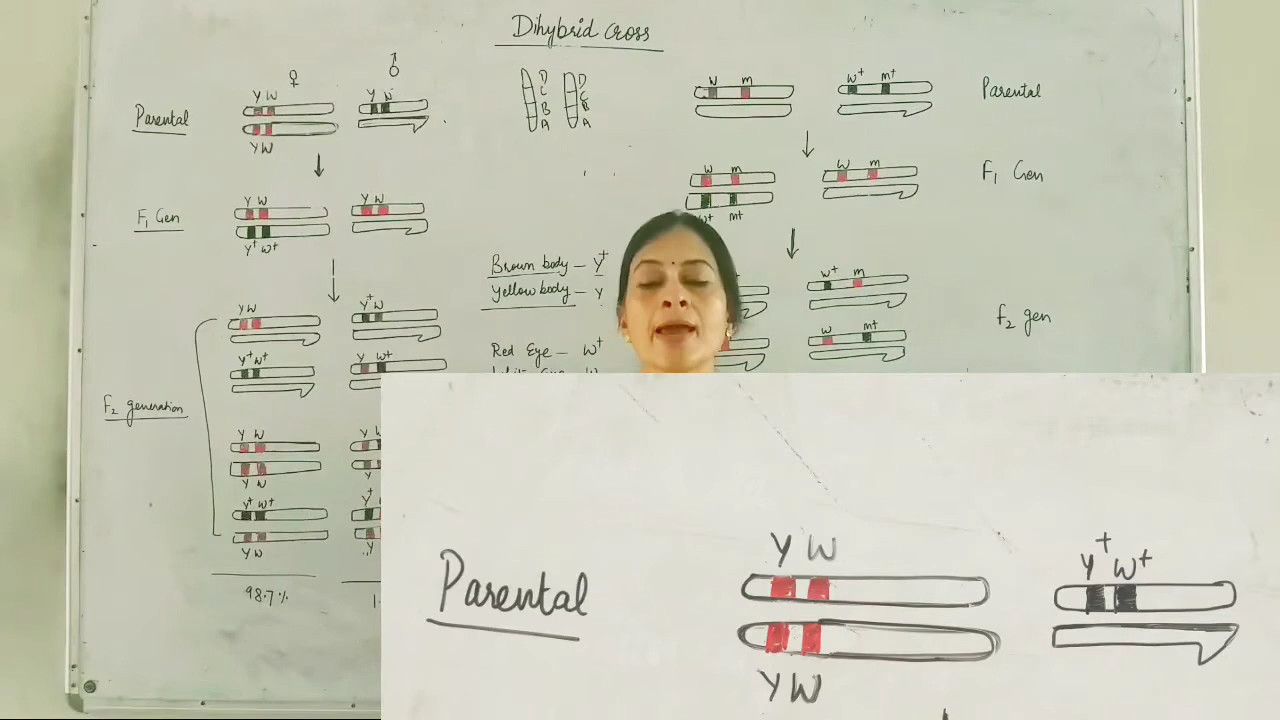 Dihybrid cross
♀ ♂
Parental
Y W
Y W
Y W
F1 Gen
Y W
Y+ W+
Y W
F2 generation
Y W
Y+ W
Y+ W+
Y W+
Y W
Y W
Y+ W+
Y W
Y W
Y
Y+
Y
98.7%
D
C
B
A
D
C
B
A
Brown body – Y+
Yellow body – Y
Red Eye – W+
W m
W+ m+
Parental
W m
W+ m+
W m
F1 Gen
W+ m
W m+
F2 gen
Parental
Y W
Y W
Y+ W+